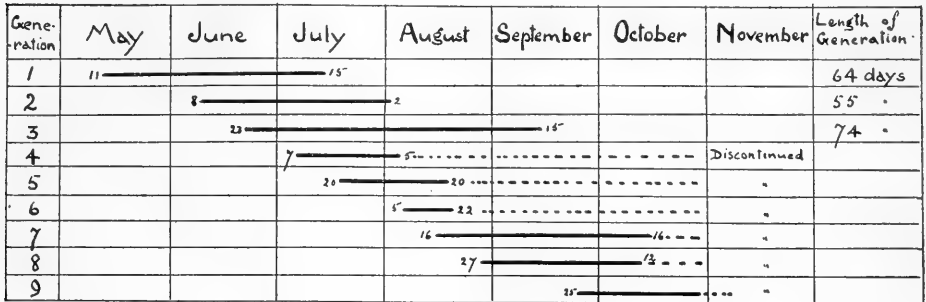 Gene-
-ration May June July August September October November Length of
Generation.
1 11 15 64 days
2 8 2 55 "
3 23 15 74 "
4 7 5 Discontinued
5 20 20 "
6 5 22 "
7 16 16 "
8 27 12 "
9 25 "